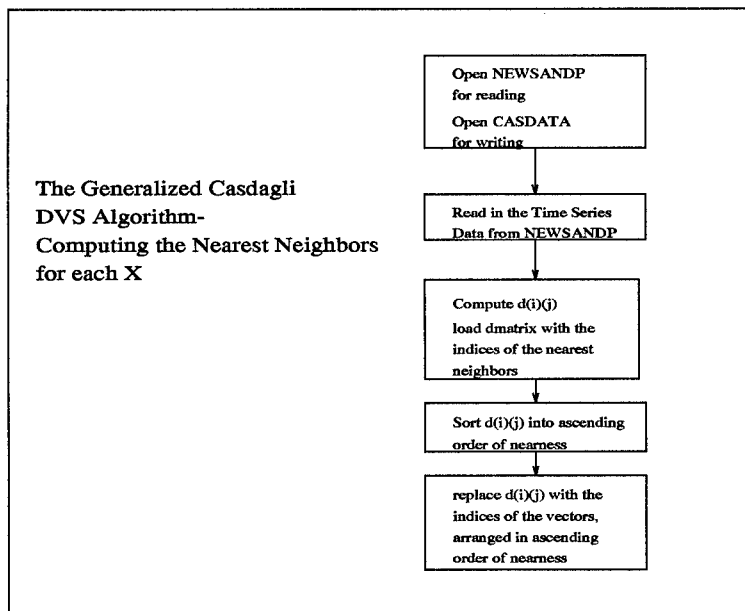 The Generalized Casdagli
DVS Algorithm-
Computing the Nearest Neighbors
for each X
Open NEWSANDP
for reading
Open CASDATA
for writing
Read in the Time Series
Data from NEWSANDP
Compute d(i)(j)
load dmatrix with the
indices of the nearest
neighbors
Sort d(i)(j) into ascending
order of nearness
replace d(i)(j) with the
indices of the vectors,
arranged in ascending
order of nearness